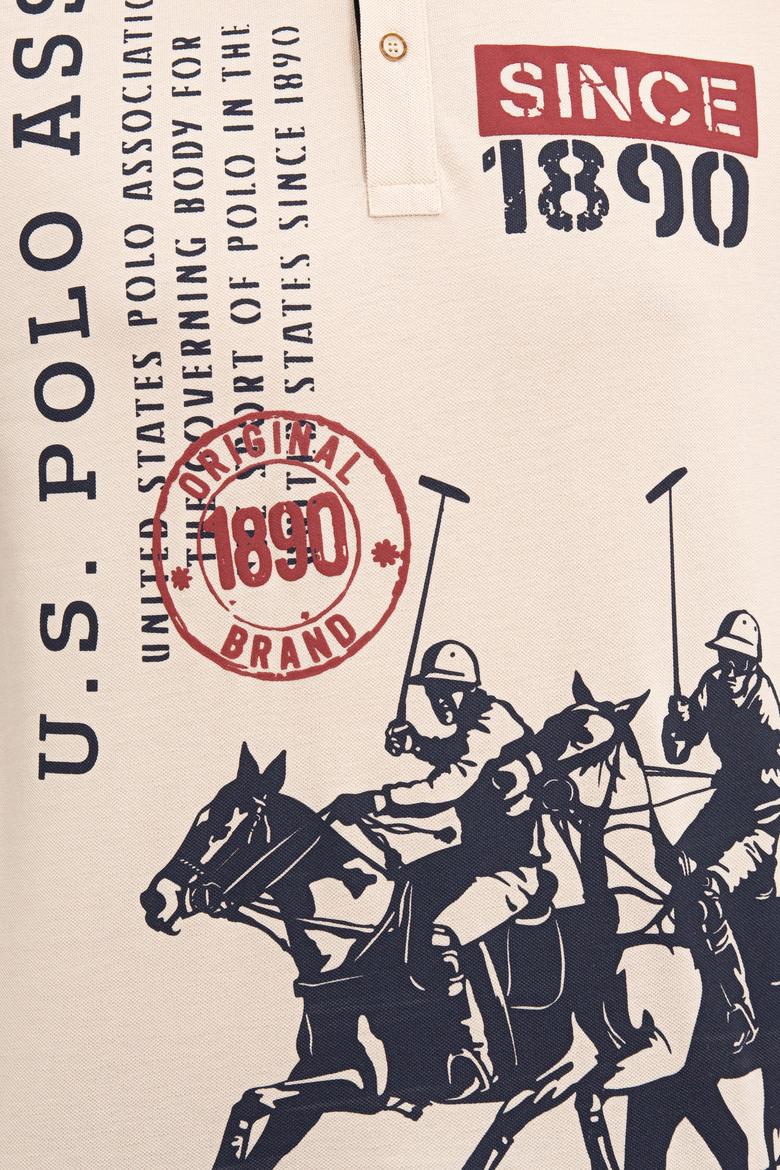 U.S. POLO ASS
UNITED STATES POLO ASSOCIATIO
THE GOVERNING BODY FOR
THE SPORT OF POLO IN THE
UNITED STATES SINCE 1890
SINCE
1890
ORIGINAL
1890
BRAND